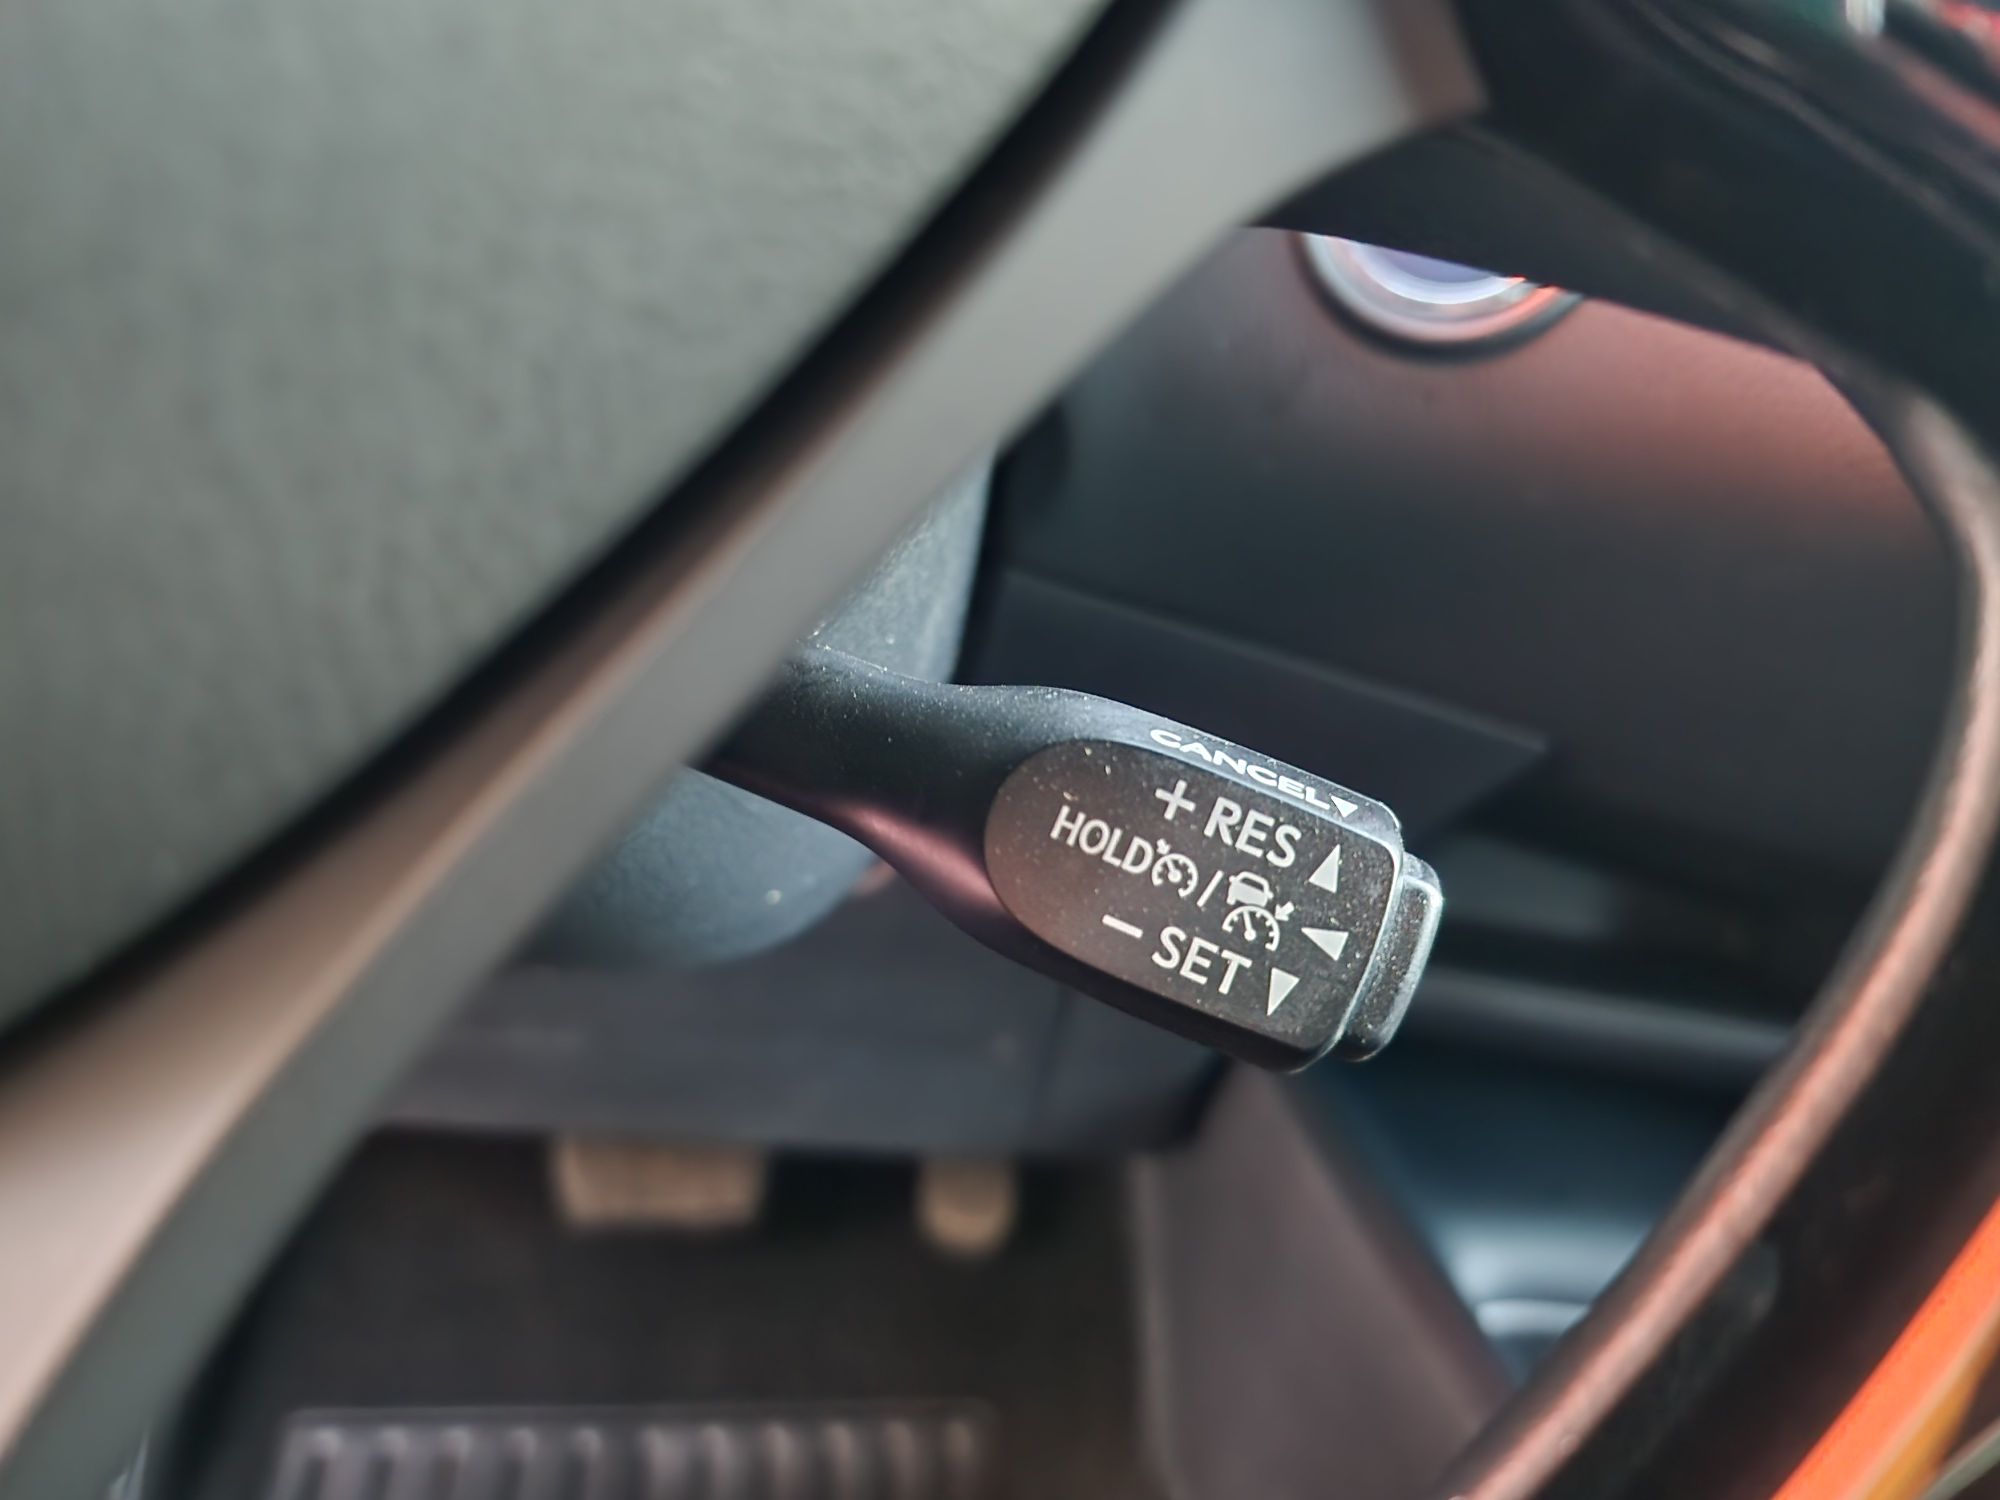 CANCEL▼
+ RES ▲
HOLD / ◀
− SET ▼